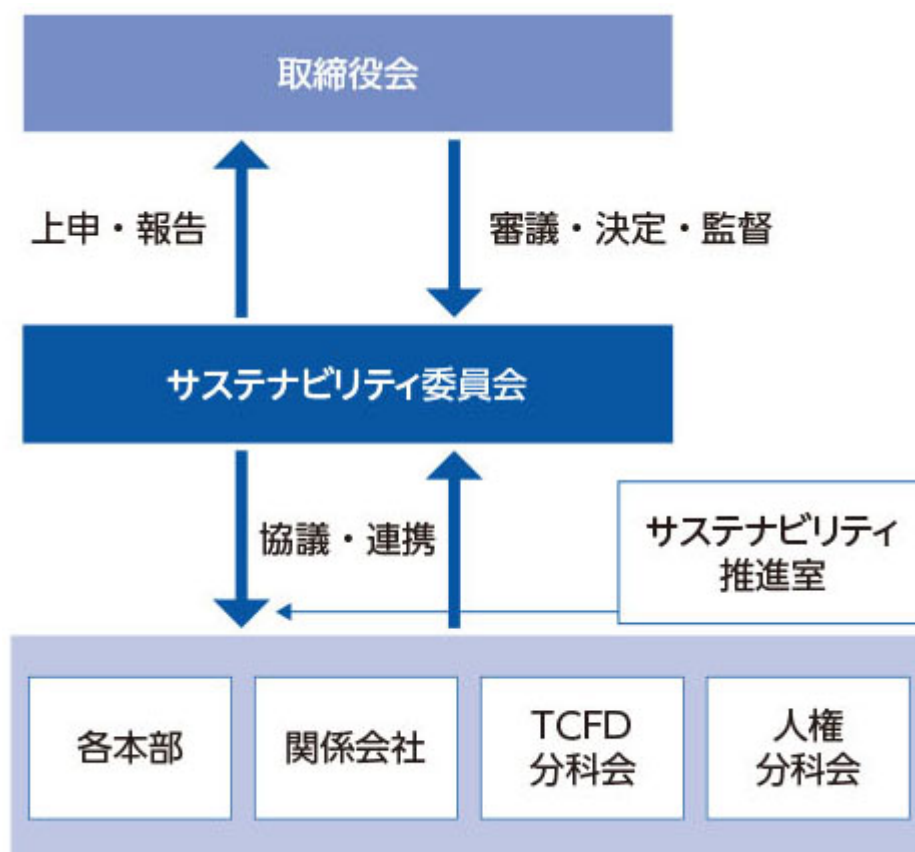 取締役会
上申・報告
審議・決定・監督
サステナビリティ委員会
協議・連携
サステナビリティ
推進室
各本部
関係会社
TCFD
分科会
人権
分科会